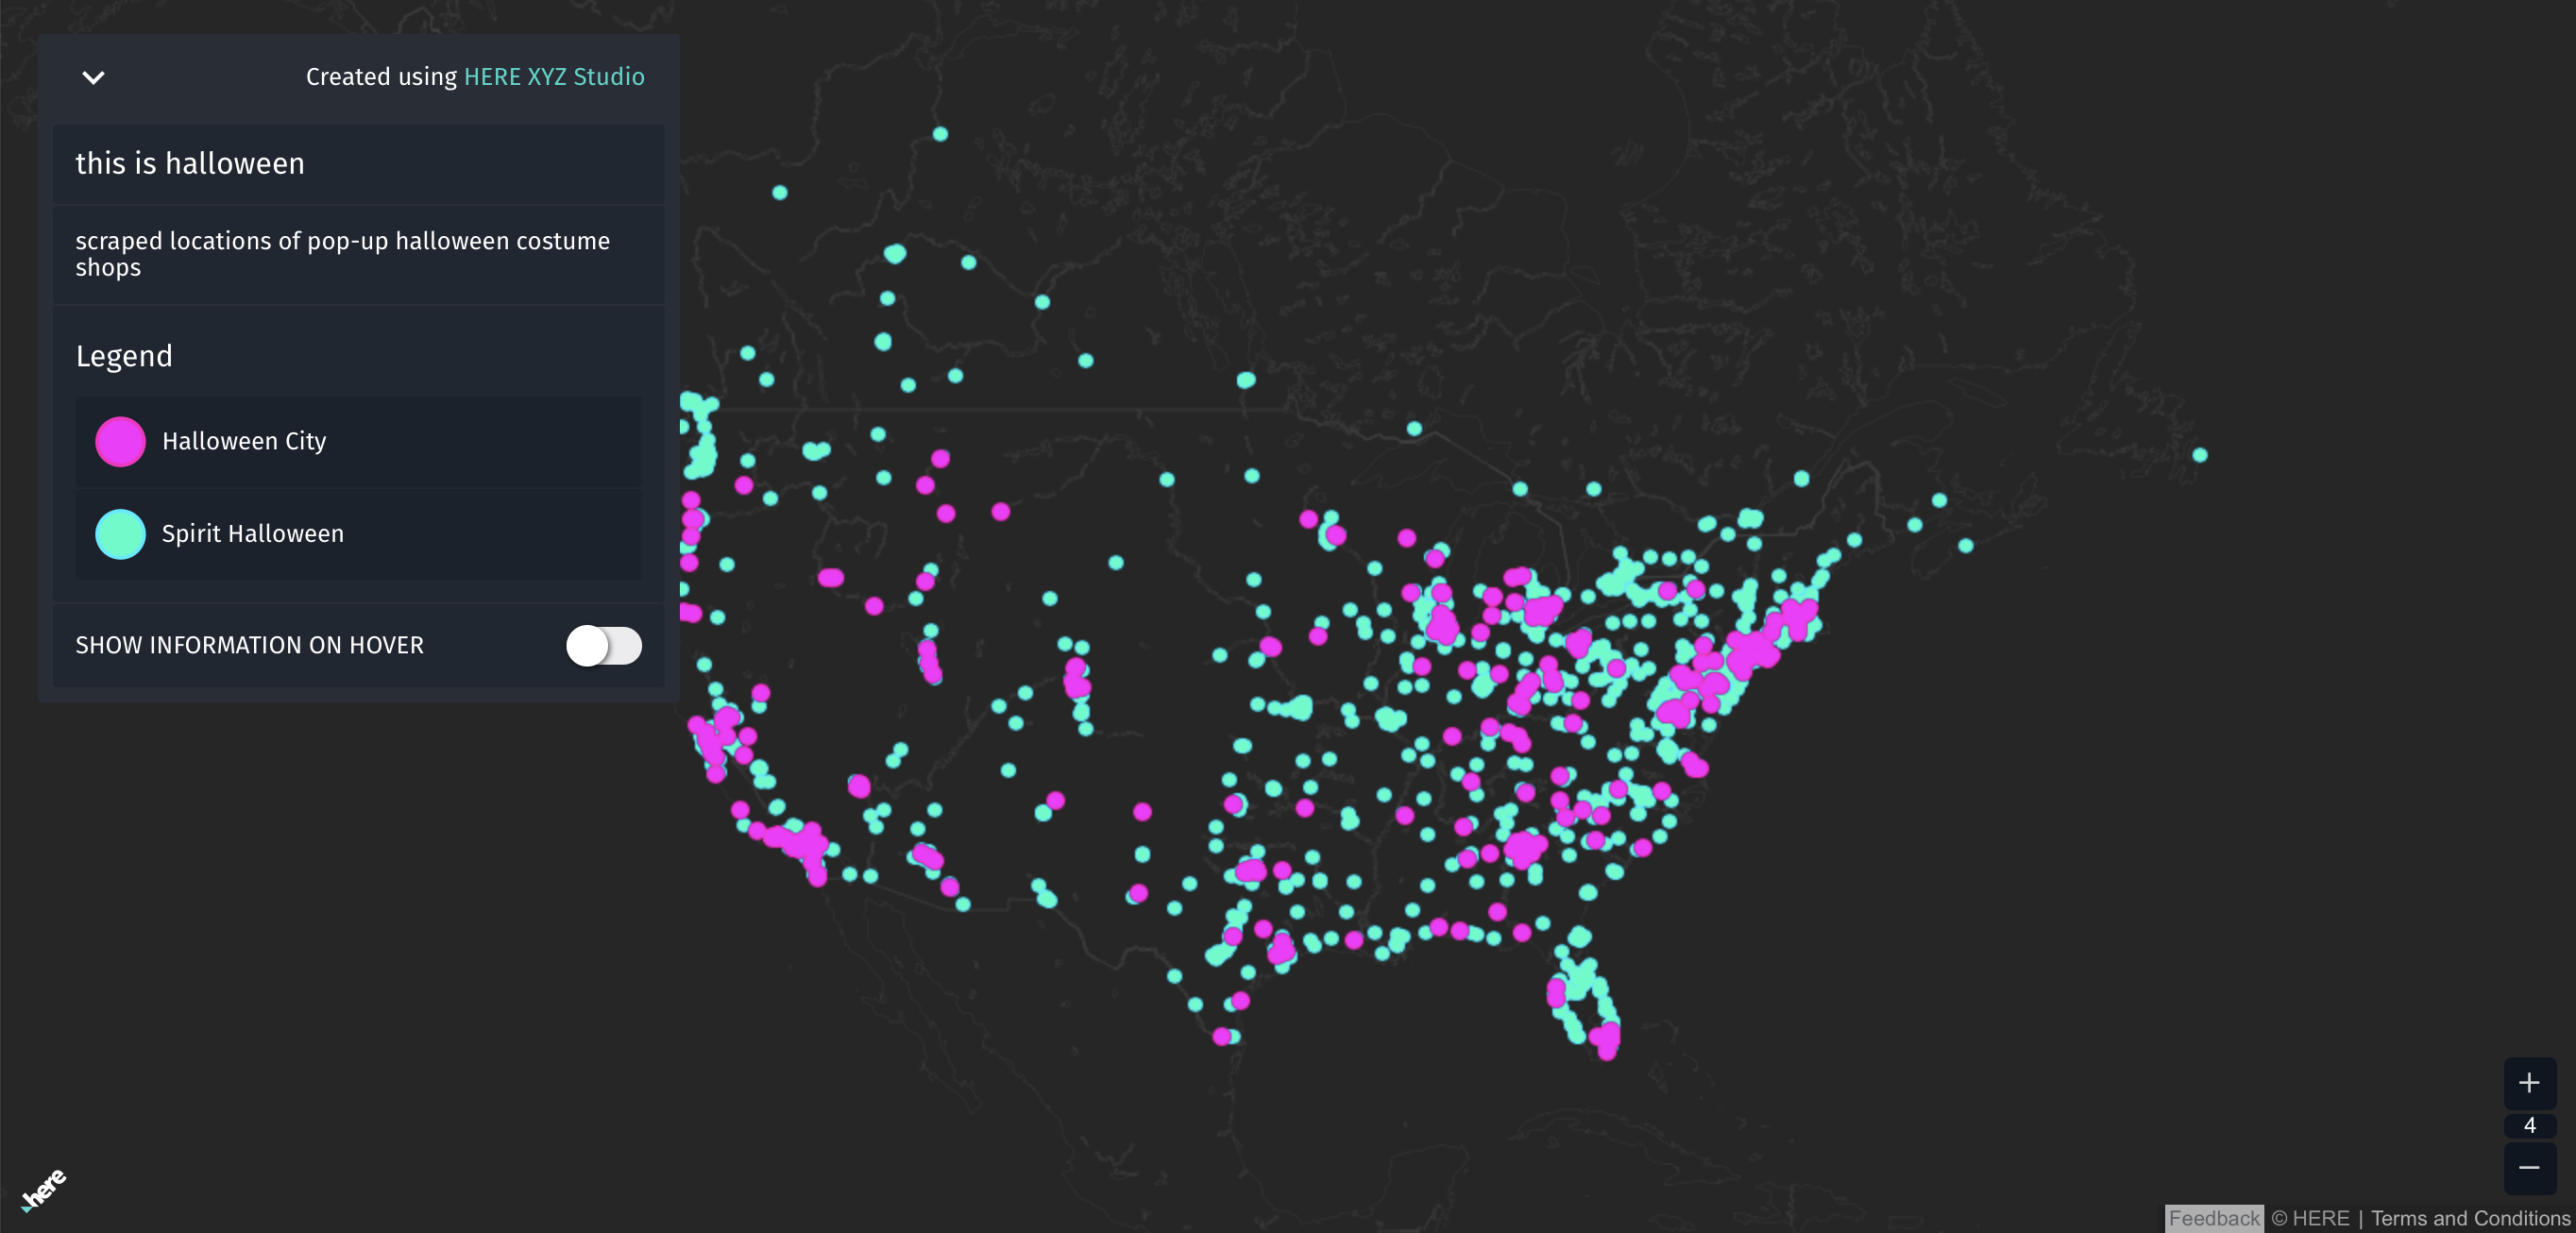 Created using HERE XYZ Studio
this is halloween
scraped locations of pop-up halloween costume
shops
Legend
Halloween City
Spirit Halloween
SHOW INFORMATION ON HOVER
+
4
−
here
Feedback © HERE | Terms and Conditions